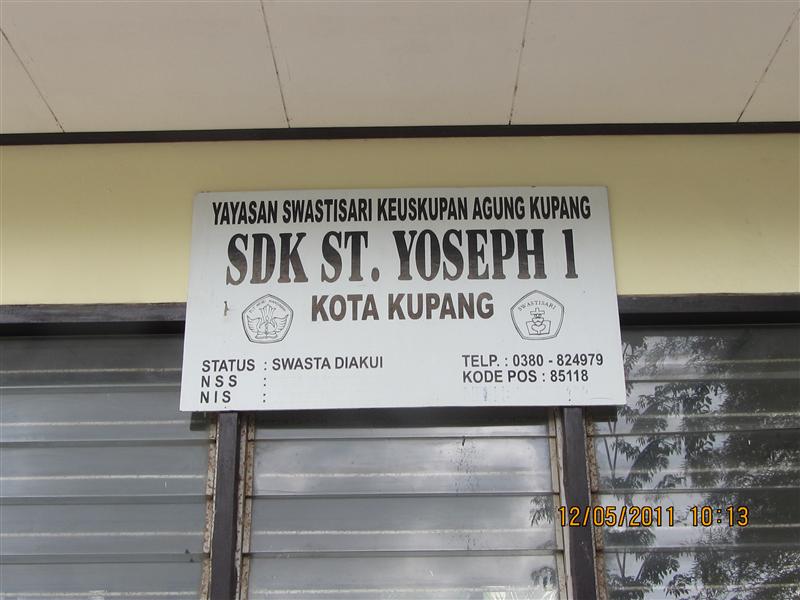 YAYASAN SWASTISARI KEUSKUPAN AGUNG KUPANG
SDK ST. YOSEPH 1
KOTA KUPANG
SWASTISARI
STATUS : SWASTA DIAKUI
NSS :
NIS :
TELP. : 0380 - 824979
KODE POS : 85118
12/05/2011 10:13